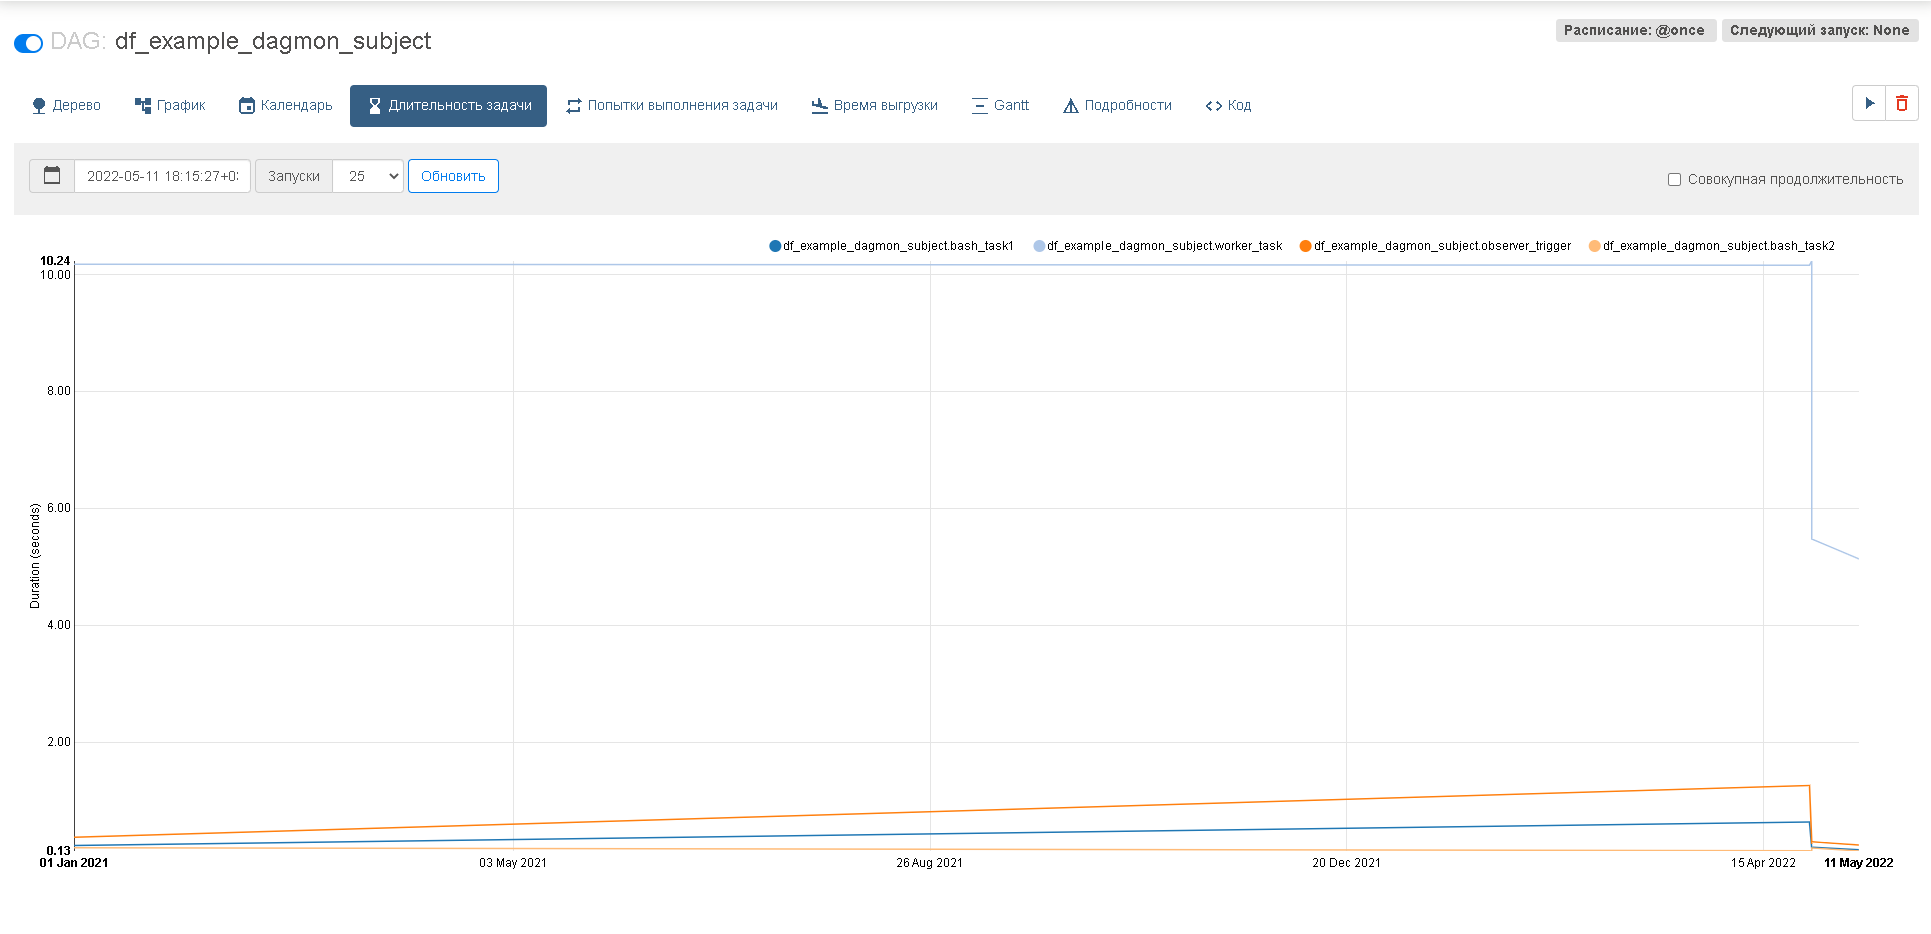 DAG: df_example_dagmon_subject
Расписание: @once Следующий запуск: None
Дерево График Календарь Длительность задачи Попытки выполнения задачи Время выгрузки Gantt Подробности Код
2022-05-11 18:15:27+0 Запуски 25 Обновить Совокупная продолжительность
df_example_dagmon_subject.bash_task1 df_example_dagmon_subject.worker_task df_example_dagmon_subject.observer_trigger df_example_dagmon_subject.bash_task2
10.24
10.00
8.00
6.00
4.00
2.00
0.13
Duration (seconds)
01 Jan 2021 03 May 2021 26 Aug 2021 20 Dec 2021 15 Apr 2022 11 May 2022